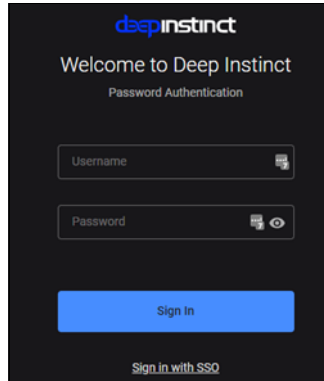 deepinstinct
Welcome to Deep Instinct
Password Authentication
Username
Password
Sign In
Sign in with SSO